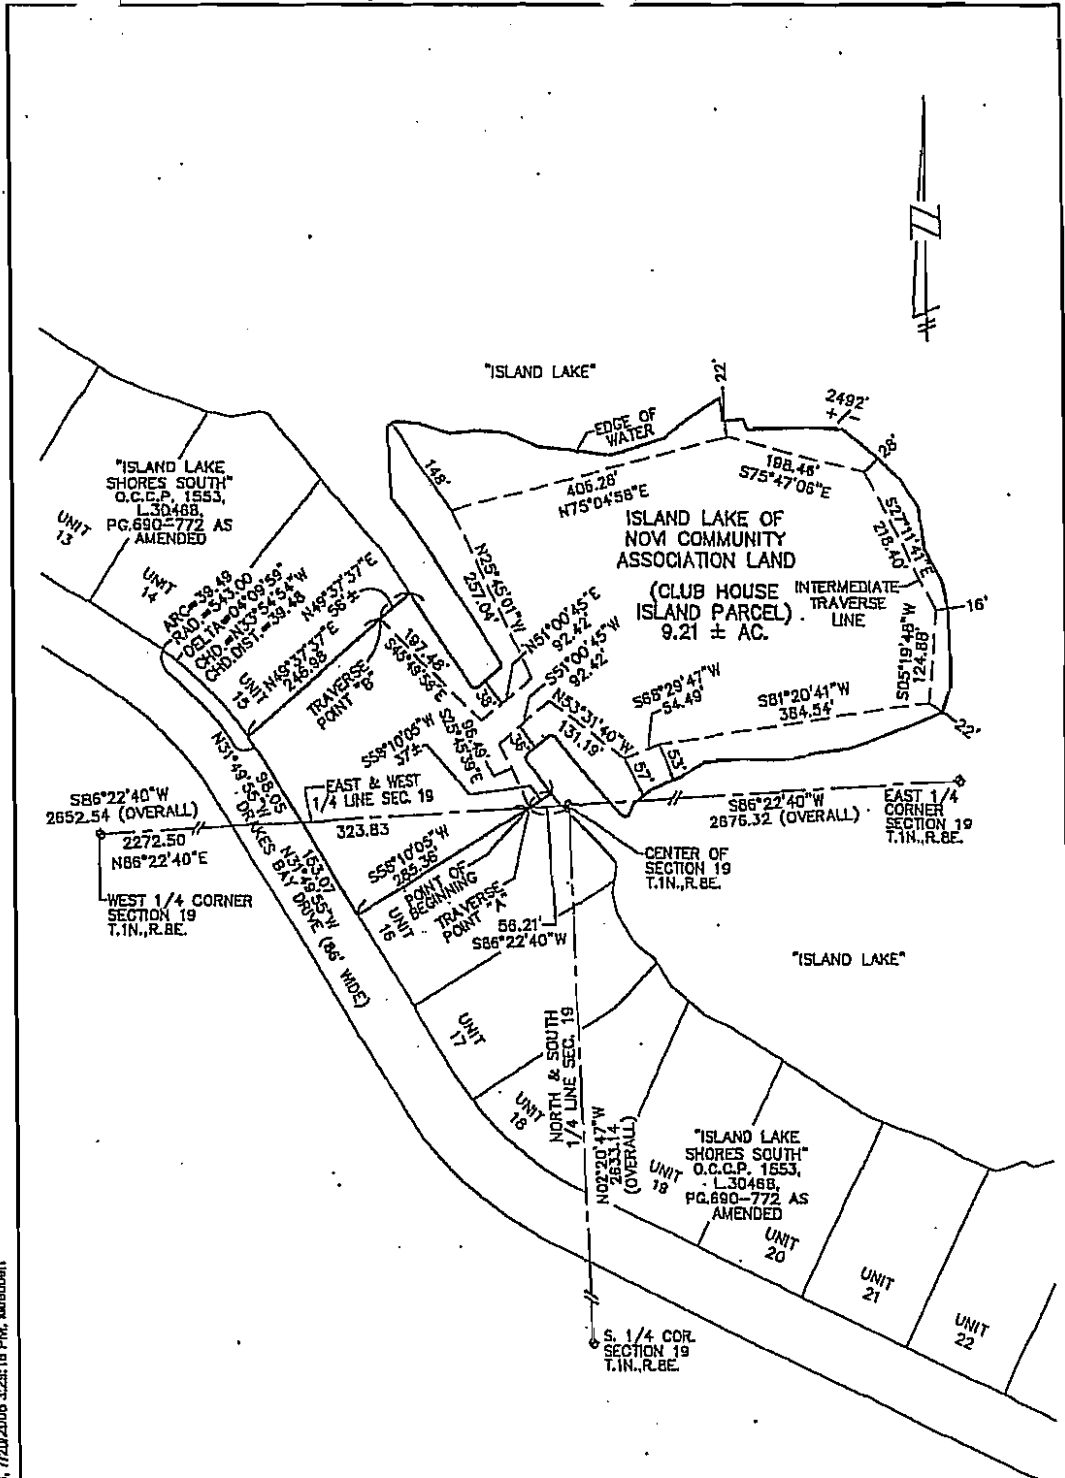 "ISLAND LAKE"
22'
2492'
+ -
28'
EDGE OF
WATER
148'
406.28'
N75°04'58"E
198.46'
S75°47'06"E
S27°11'41"E
218.40'
"ISLAND LAKE
SHORES SOUTH"
O.C.C.P. 1553,
L.30468,
PG.690-772 AS
AMENDED
UNIT
13
UNIT
14
ISLAND LAKE OF
NOVI COMMUNITY
ASSOCIATION LAND
(CLUB HOUSE
ISLAND PARCEL)
9.21 ± AC.
INTERMEDIATE
TRAVERSE
LINE
16'
S05°19'48"W
124.88'
22'
N25°45'01"W
257.04'
ARC=39.49
RAD.=543.00
DELTA=04°09'59"
CHD.=N33°54'54"W
CHD.DIST.=39.48
N49°37'37"E
58'±
N49°37'37"E
246.98'
UNIT
15
TRAVERSE
POINT "B"
197.48'
S45°49'58"E
38'
N51°00'45"E
92.42'
S51°00'45"W
92.42'
N53°31'40"W
131.19'
S68°29'47"W
54.49'
S81°20'41"W
384.54'
53'
57'
38'
S25°45'39"E
96.46'
S58°10'05"W
37'±
EAST & WEST
1/4 LINE SEC. 19
S86°22'40"W
2652.54 (OVERALL)
2272.50
N86°22'40"E
323.83
98.05
N31°49'55"W
S86°22'40"W
2676.32 (OVERALL)
EAST 1/4
CORNER
SECTION 19
T.1N.,R.8E.
WEST 1/4 CORNER
SECTION 19
T.1N.,R.8E.
153.07
N31°49'55"W
DRAKES BAY DRIVE (86' WIDE)
S58°10'05"W
285.36'
POINT OF
BEGINNING
TRAVERSE
POINT "A"
UNIT
16
56.21'
S86°22'40"W
CENTER OF
SECTION 19
T.1N.,R.8E.
"ISLAND LAKE"
UNIT
17
UNIT
18
NORTH & SOUTH
1/4 LINE SEC. 19
N02°20'47"W
2633.14
(OVERALL)
UNIT
19
"ISLAND LAKE
SHORES SOUTH"
O.C.C.P. 1553,
L.30468,
PG.690-772 AS
AMENDED
UNIT
20
UNIT
21
UNIT
22
S. 1/4 COR.
SECTION 19
T.1N.,R.8E.
7/20/2006 3:29:18 PM,